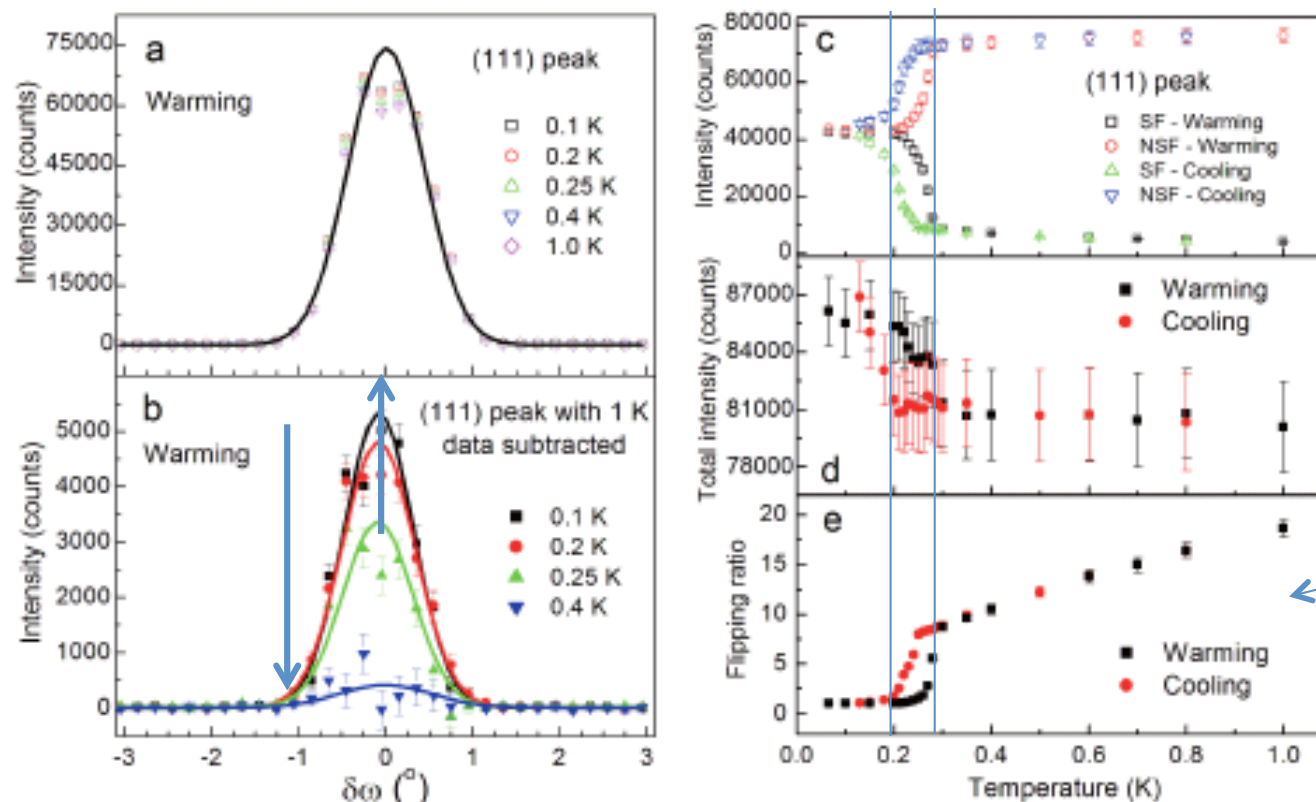 a
(111) peak
Warming
0.1 K
0.2 K
0.25 K
0.4 K
1.0 K
Intensity (counts)
75000
60000
45000
30000
15000
0
b
(111) peak with 1 K
data subtracted
Warming
0.1 K
0.2 K
0.25 K
0.4 K
Intensity (counts)
5000
4000
3000
2000
1000
0
-3 -2 -1 0 1 2 3
δω (°)
c
(111) peak
SF - Warming
NSF - Warming
SF - Cooling
NSF - Cooling
Intensity (counts)
80000
60000
40000
20000
0
d
Warming
Cooling
Total intensity (counts)
87000
84000
81000
78000
e
Warming
Cooling
Flipping ratio
20
15
10
5
0
0.0 0.2 0.4 0.6 0.8 1.0
Temperature (K)